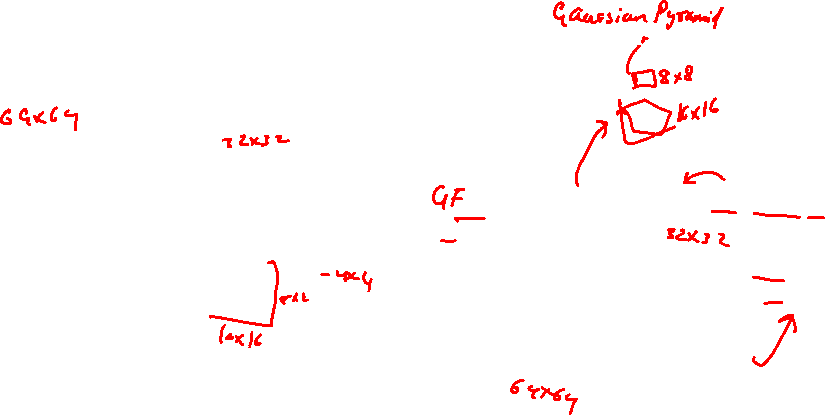 Gaussian Pyramid
8x8
16x16
64x64
32x32
GF
32x32
-4x4
16x16
64x64